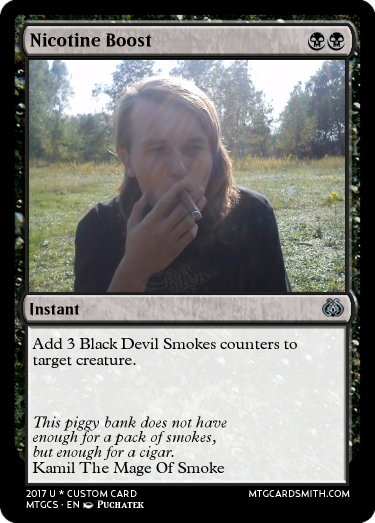 Nicotine Boost
Instant
Add 3 Black Devil Smokes counters to
target creature.
This piggy bank does not have
enough for a pack of smokes,
but enough for a cigar.
Kamil The Mage Of Smoke
2017 U * CUSTOM CARD
MTGCARDSMITH.COM
MTGCS · EN PUCHATEK